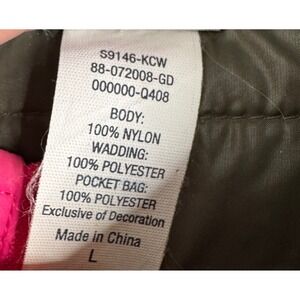 S9146-KCW
88-072008-GD
000000-Q408
BODY:
100% NYLON
WADDING:
100% POLYESTER
POCKET BAG:
100% POLYESTER
Exclusive of Decoration
Made in China
L